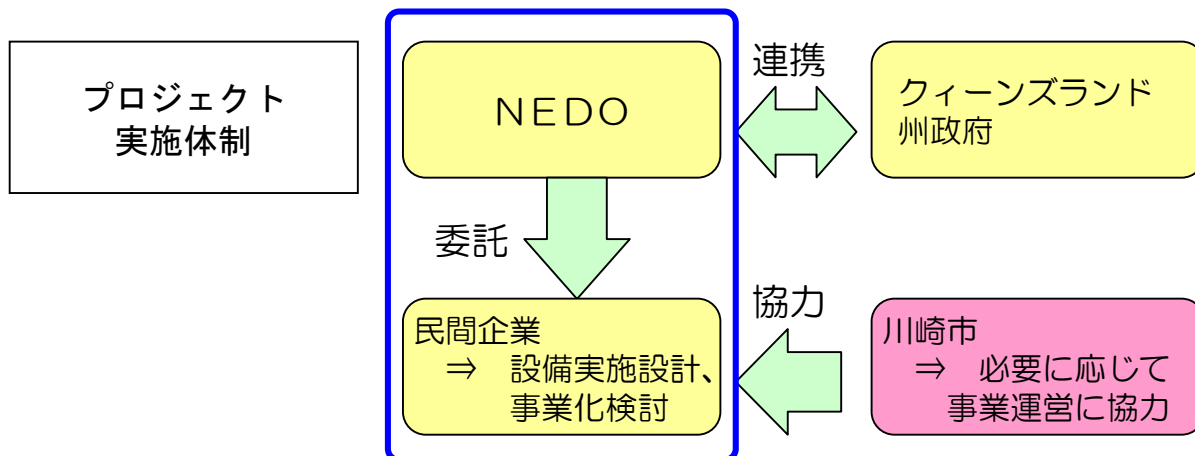 プロジェクト
実施体制
ＮＥＤＯ
連携
クィーンズランド
州政府
委託
民間企業
⇒　設備実施設計、
事業化検討
協力
川崎市
⇒　必要に応じて
事業運営に協力